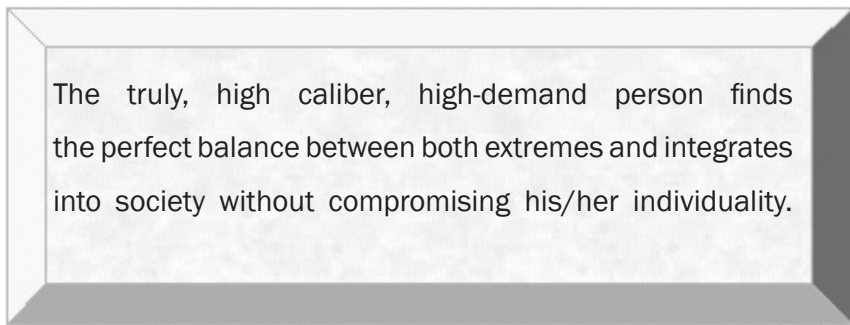 The truly, high caliber, high-demand person finds
the perfect balance between both extremes and integrates
into society without compromising his/her individuality.